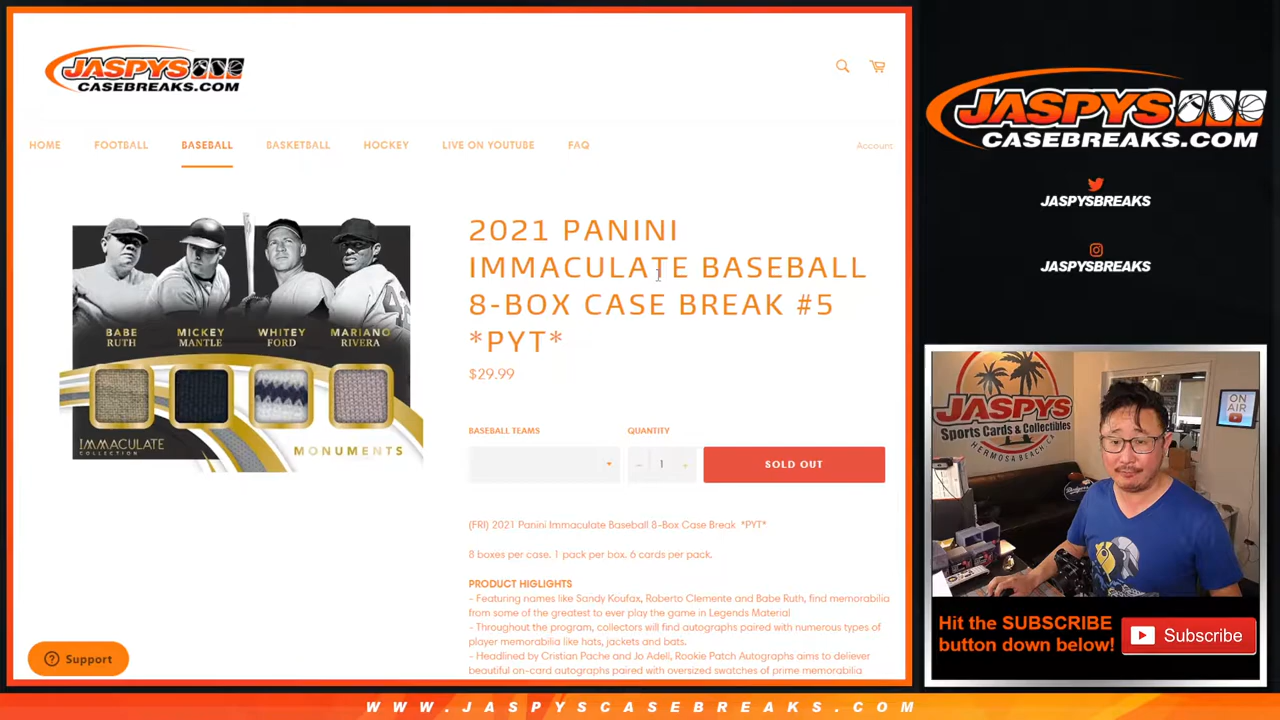 JASPYS
CASEBREAKS.COM
HOME FOOTBALL BASEBALL BASKETBALL HOCKEY LIVE ON YOUTUBE FAQ Account
BABE RUTH
MICKEY MANTLE
WHITEY FORD
MARIANO RIVERA
IMMACULATE
COLLECTION
MONUMENTS
2021 PANINI
IMMACULATE BASEBALL
8-BOX CASE BREAK #5
*PYT*
$29.99
BASEBALL TEAMS QUANTITY
1
SOLD OUT
(FRI) 2021 Panini Immaculate Baseball 8-Box Case Break *PYT*
8 boxes per case. 1 pack per box. 6 cards per pack.
PRODUCT HIGLIGHTS
- Featuring names like Sandy Koufax, Roberto Clemente and Babe Ruth, find memorabilia
from some of the greatest to ever play the game in Legends Material
- Throughout the program, collectors will find autographs paired with numerous types of
player memorabilia like hats, jackets and bats.
- Headlined by Cristian Pache and Jo Adell, Rookie Patch Autographs aims to deliever
beautiful on-card autographs paired with oversized swatches of prime memorabilia
Support
JASPYS
CASEBREAKS.COM
JASPYSBREAKS
JASPYSBREAKS
JASPYS
Sports Cards & Collectibles
HERMOSA BEACH, CA
ON AIR
Dodgers
Hit the SUBSCRIBE
button down below!
Subscribe
WWW.JASPYSCASEBREAKS.COM